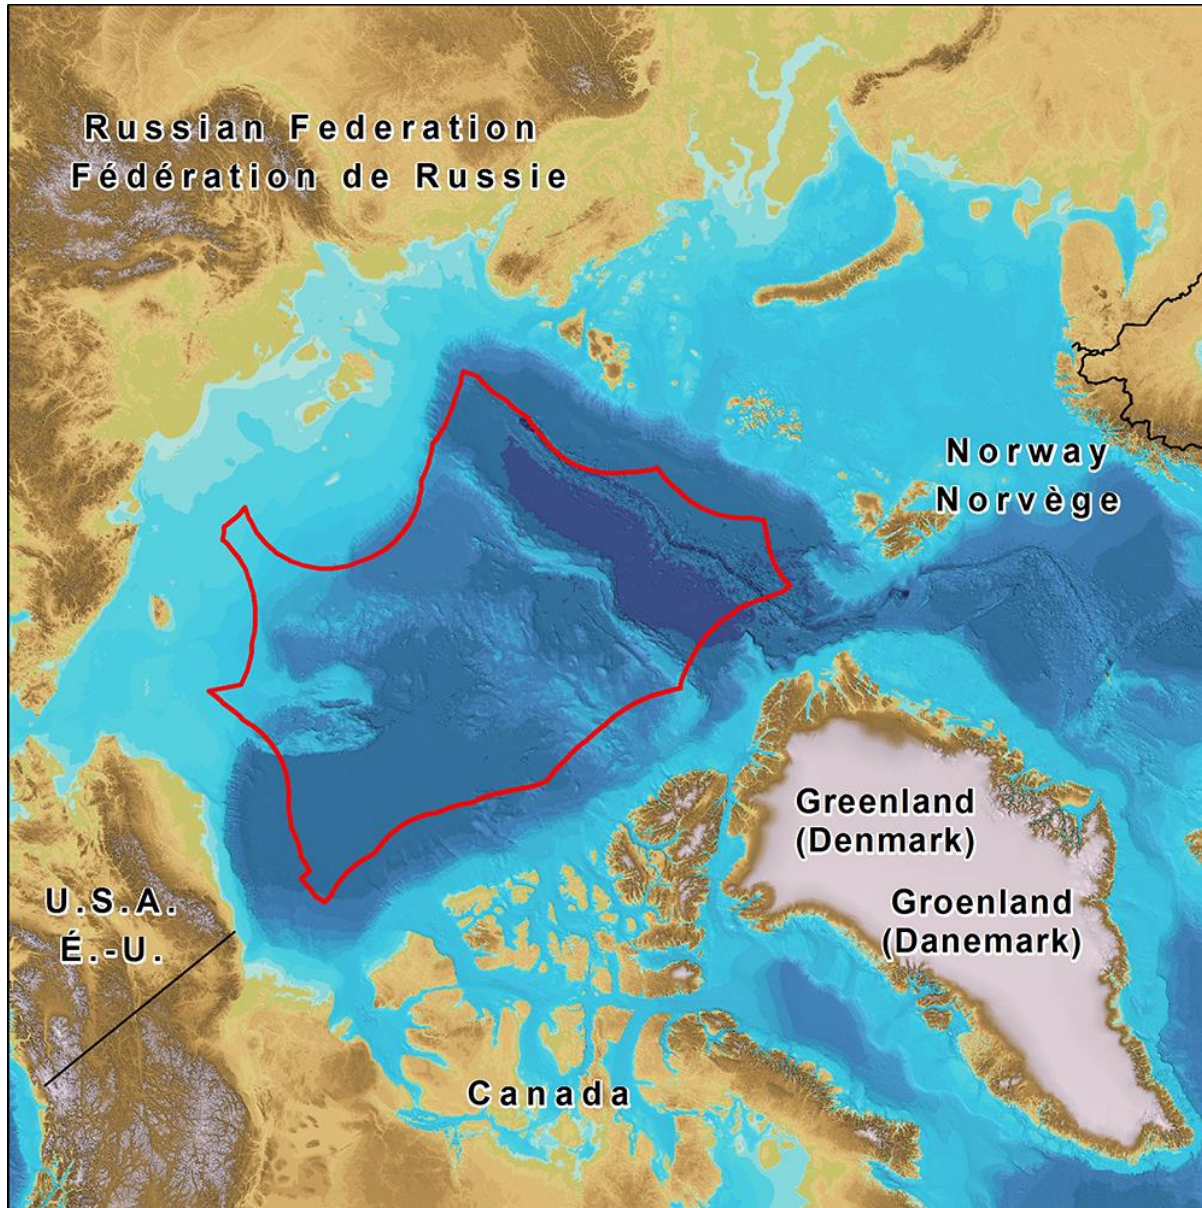 Russian Federation
Fédération de Russie
Norway
Norvège
Greenland
(Denmark)
Groenland
(Danemark)
U.S.A.
É.-U.
Canada